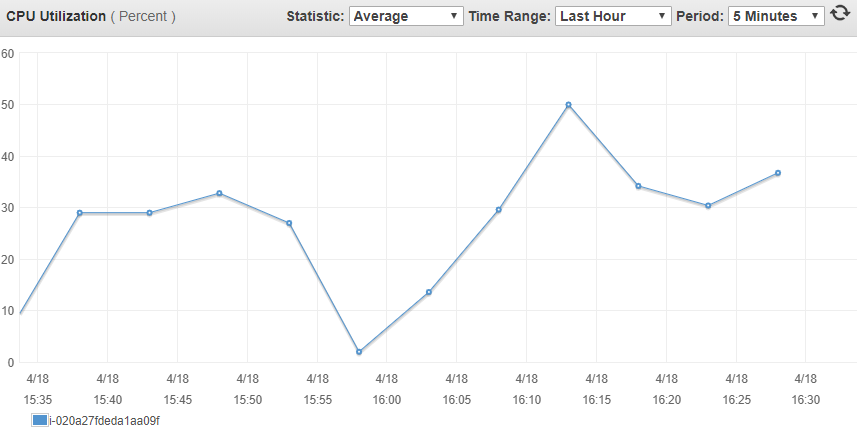 CPU Utilization ( Percent ) Statistic: Average Time Range: Last Hour Period: 5 Minutes
60
50
40
30
20
10
0
4/18 4/18 4/18 4/18 4/18 4/18 4/18 4/18 4/18 4/18 4/18 4/18
15:35 15:40 15:45 15:50 15:55 16:00 16:05 16:10 16:15 16:20 16:25 16:30
i-020a27fdeda1aa09f